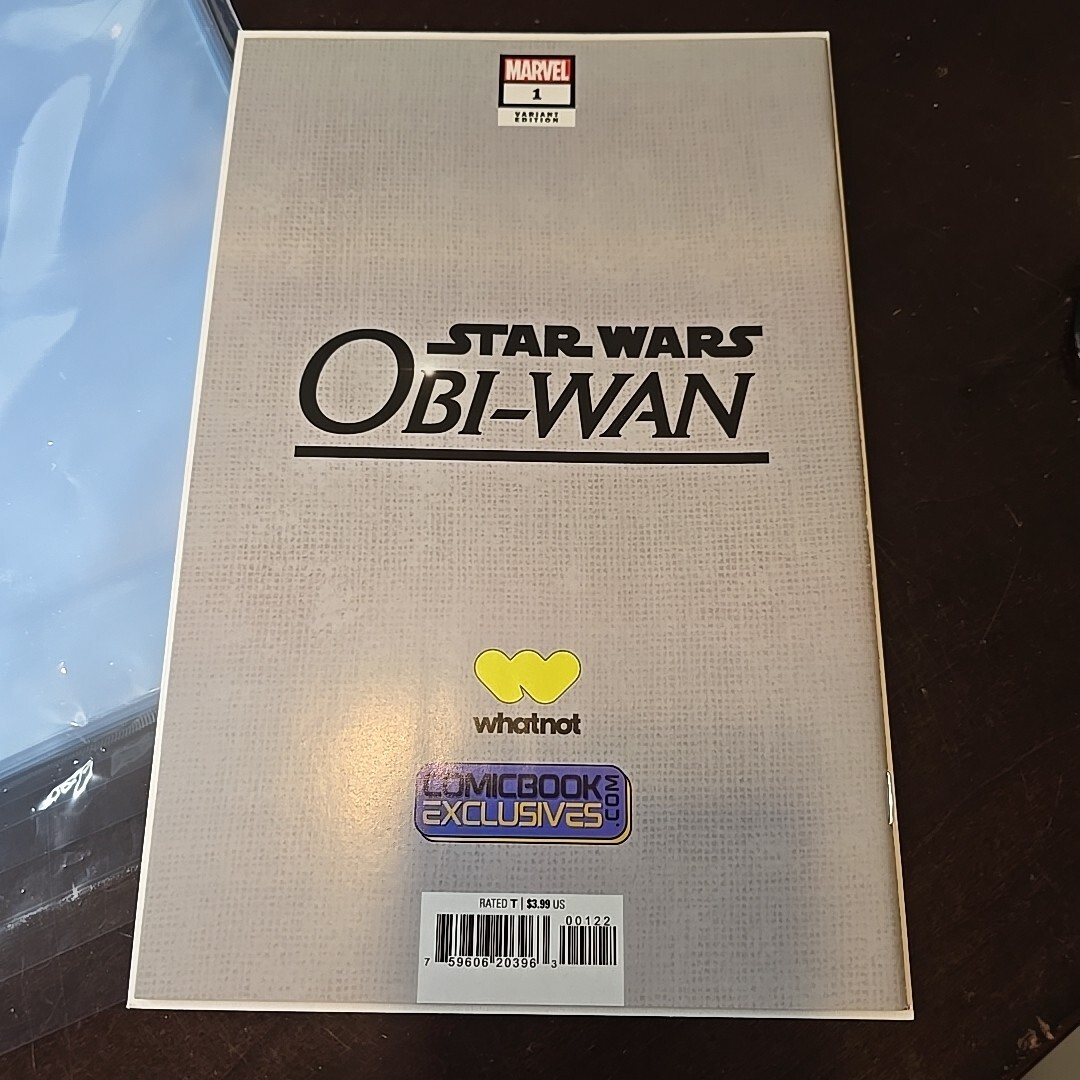 MARVEL
1
VARIANT
EDITION
STAR WARS
OBI-WAN
whatnot
COMICBOOK
EXCLUSIVES
.COM
RATED T | $3.99 US
00122
7 59606 20396 3